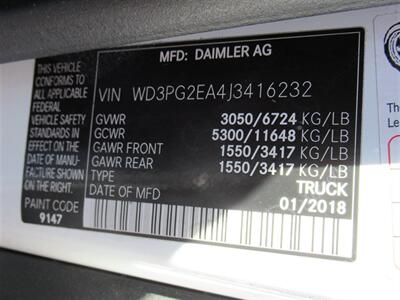 MFD: DAIMLER AG
THIS VEHICLE
CONFORMS TO
ALL APPLICABLE
FEDERAL
VEHICLE SAFETY
STANDARDS IN
EFFECT ON THE
DATE OF MANU-
FACTURE SHOWN
PAINT CODE
9147
VIN WD3PG2EA4J3416232
GVWR 3050/6724 KG/LB
GCWR 5300/11648 KG/LB
GAWR FRONT 1550/3417 KG/LB
GAWR REAR 1550/3417 KG/LB
TYPE TRUCK
DATE OF MFD 01/2018
The
Le